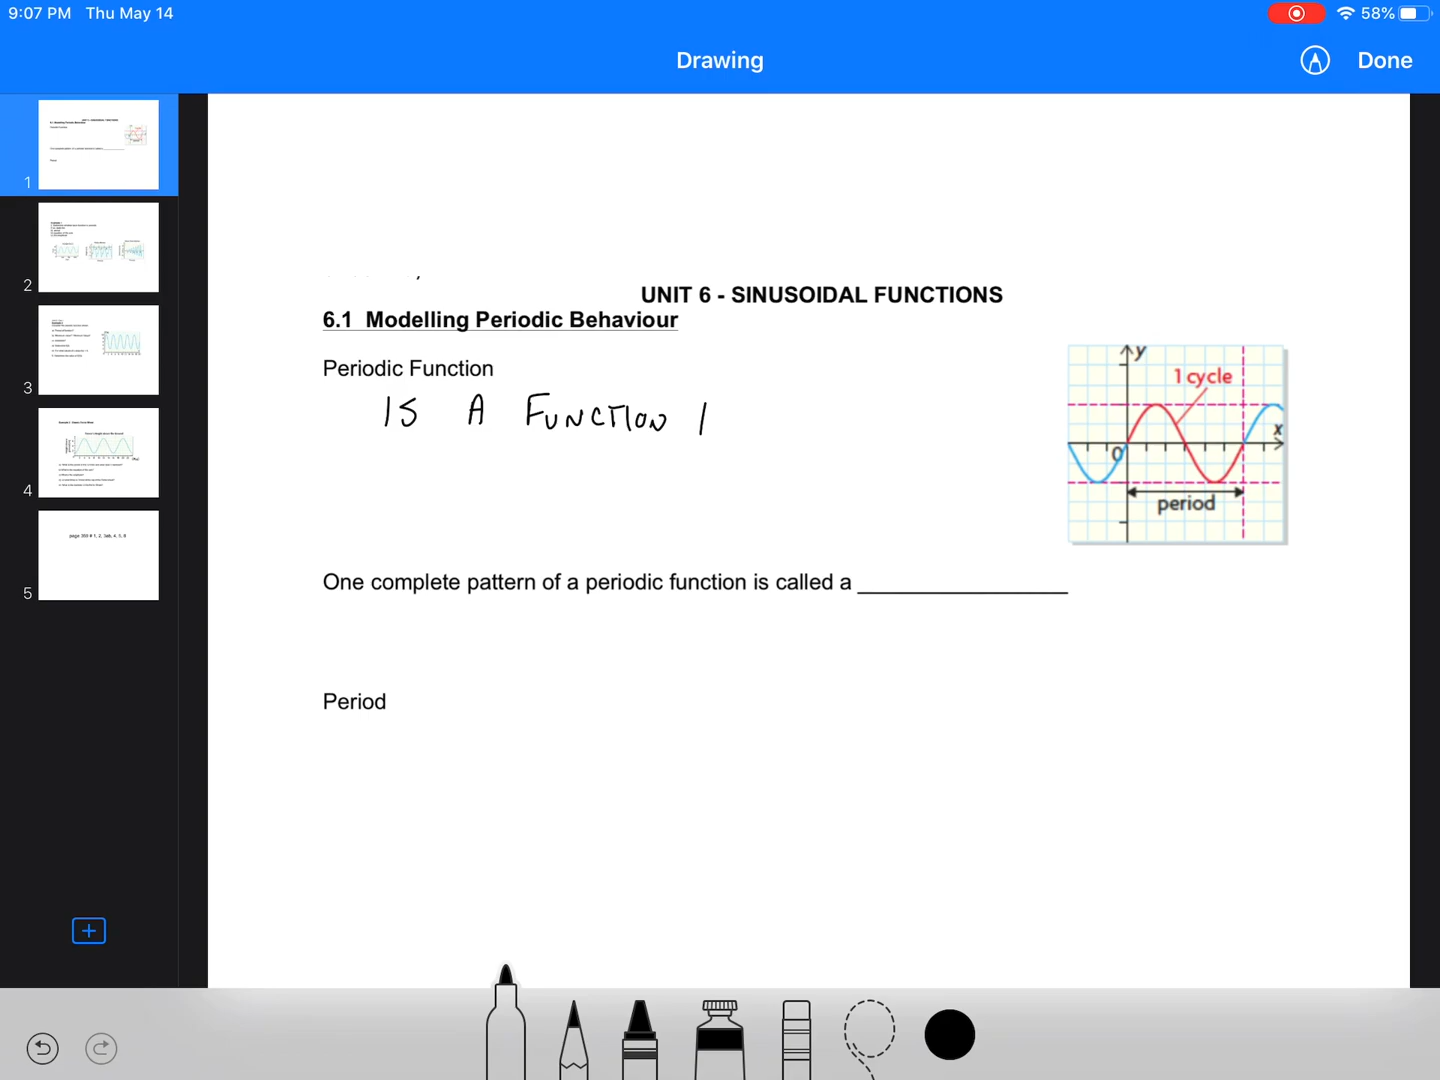 9:07 PM Thu May 14
58%
Drawing
Done
1
2
3
4
5
UNIT 6 - SINUSOIDAL FUNCTIONS
6.1 Modelling Periodic Behaviour
Periodic Function
IS A FUNCTION
1 cycle
y
x
0
period
One complete pattern of a periodic function is called a ________________
Period